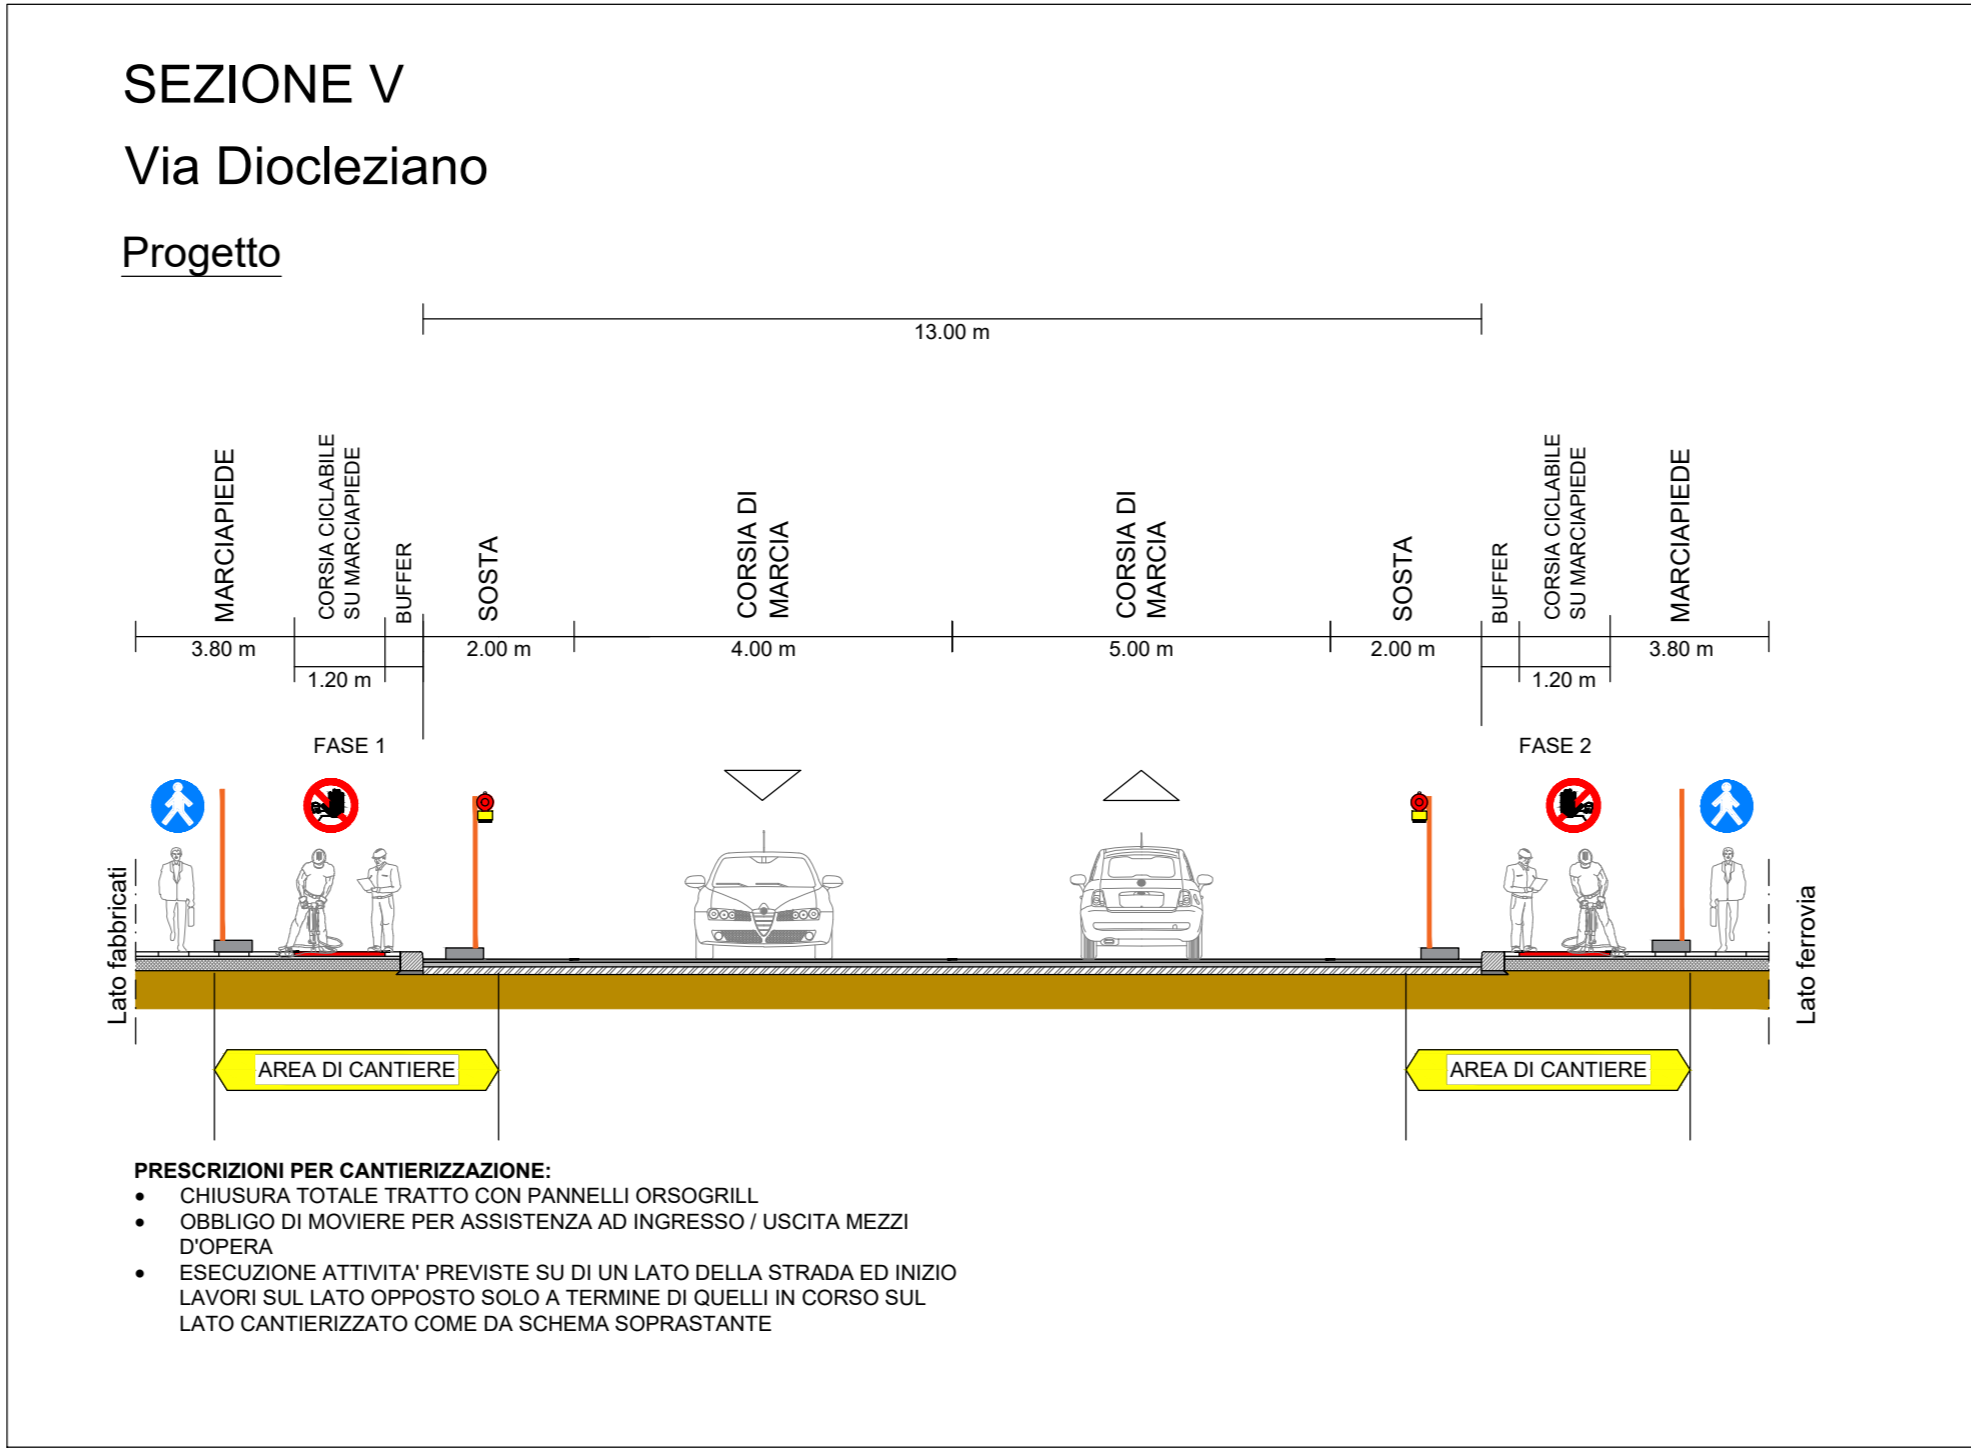 SEZIONE V
Via Diocleziano
Progetto
13.00 m
MARCIAPIEDE
CORSIA CICLABILE
SU MARCIAPIEDE
BUFFER
SOSTA
CORSIA DI
MARCIA
CORSIA DI
MARCIA
SOSTA
BUFFER
CORSIA CICLABILE
SU MARCIAPIEDE
MARCIAPIEDE
3.80 m
2.00 m
4.00 m
5.00 m
2.00 m
3.80 m
1.20 m
1.20 m
FASE 1
FASE 2
Lato fabbricati
Lato ferrovia
AREA DI CANTIERE
AREA DI CANTIERE
PRESCRIZIONI PER CANTIERIZZAZIONE:
• CHIUSURA TOTALE TRATTO CON PANNELLI ORSOGRILL
• OBBLIGO DI MOVIERE PER ASSISTENZA AD INGRESSO / USCITA MEZZI
D'OPERA
• ESECUZIONE ATTIVITA' PREVISTE SU DI UN LATO DELLA STRADA ED INIZIO
LAVORI SUL LATO OPPOSTO SOLO A TERMINE DI QUELLI IN CORSO SUL
LATO CANTIERIZZATO COME DA SCHEMA SOPRASTANTE